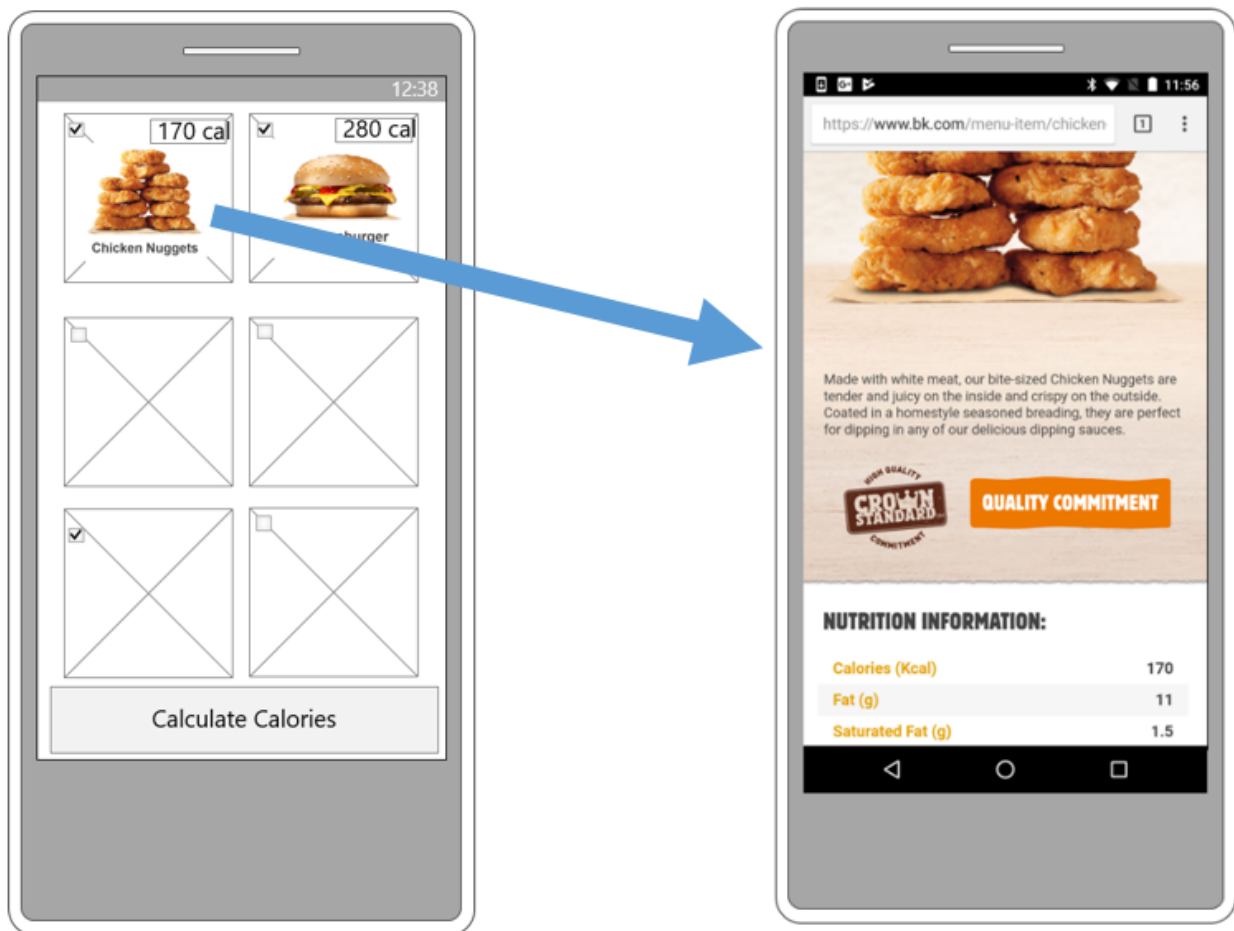 12:38
170 cal
280 cal
Chicken Nuggets
Calculate Calories
11:56
https://www.bk.com/menu-item/chicken
1
Made with white meat, our bite-sized Chicken Nuggets are
tender and juicy on the inside and crispy on the outside.
Coated in a homestyle seasoned breading, they are perfect
for dipping in any of our delicious dipping sauces.
HIGH QUALITY
CROWN
STANDARD
COMMITMENT
QUALITY COMMITMENT
NUTRITION INFORMATION:
Calories (Kcal) 170
Fat (g) 11
Saturated Fat (g) 1.5